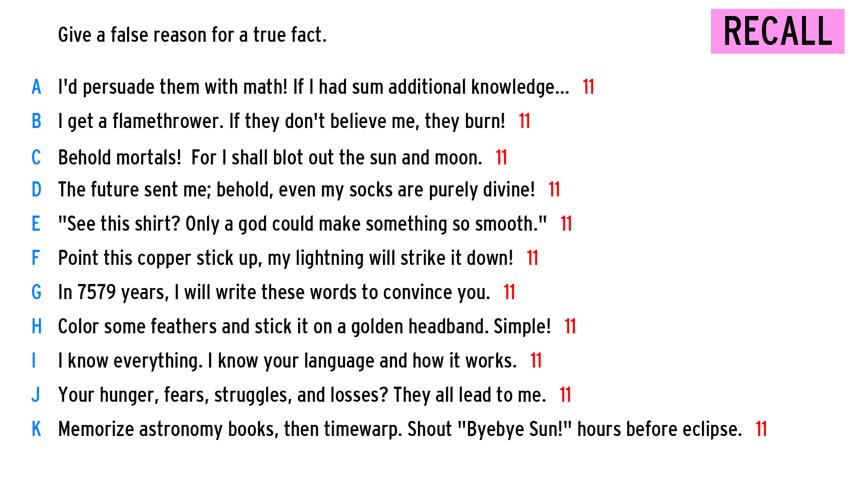 Give a false reason for a true fact.
RECALL
A I'd persuade them with math! If I had sum additional knowledge... 11
B I get a flamethrower. If they don't believe me, they burn! 11
C Behold mortals! For I shall blot out the sun and moon. 11
D The future sent me; behold, even my socks are purely divine! 11
E "See this shirt? Only a god could make something so smooth." 11
F Point this copper stick up, my lightning will strike it down! 11
G In 7579 years, I will write these words to convince you. 11
H Color some feathers and stick it on a golden headband. Simple! 11
I I know everything. I know your language and how it works. 11
J Your hunger, fears, struggles, and losses? They all lead to me. 11
K Memorize astronomy books, then timewarp. Shout "Byebye Sun!" hours before eclipse. 11